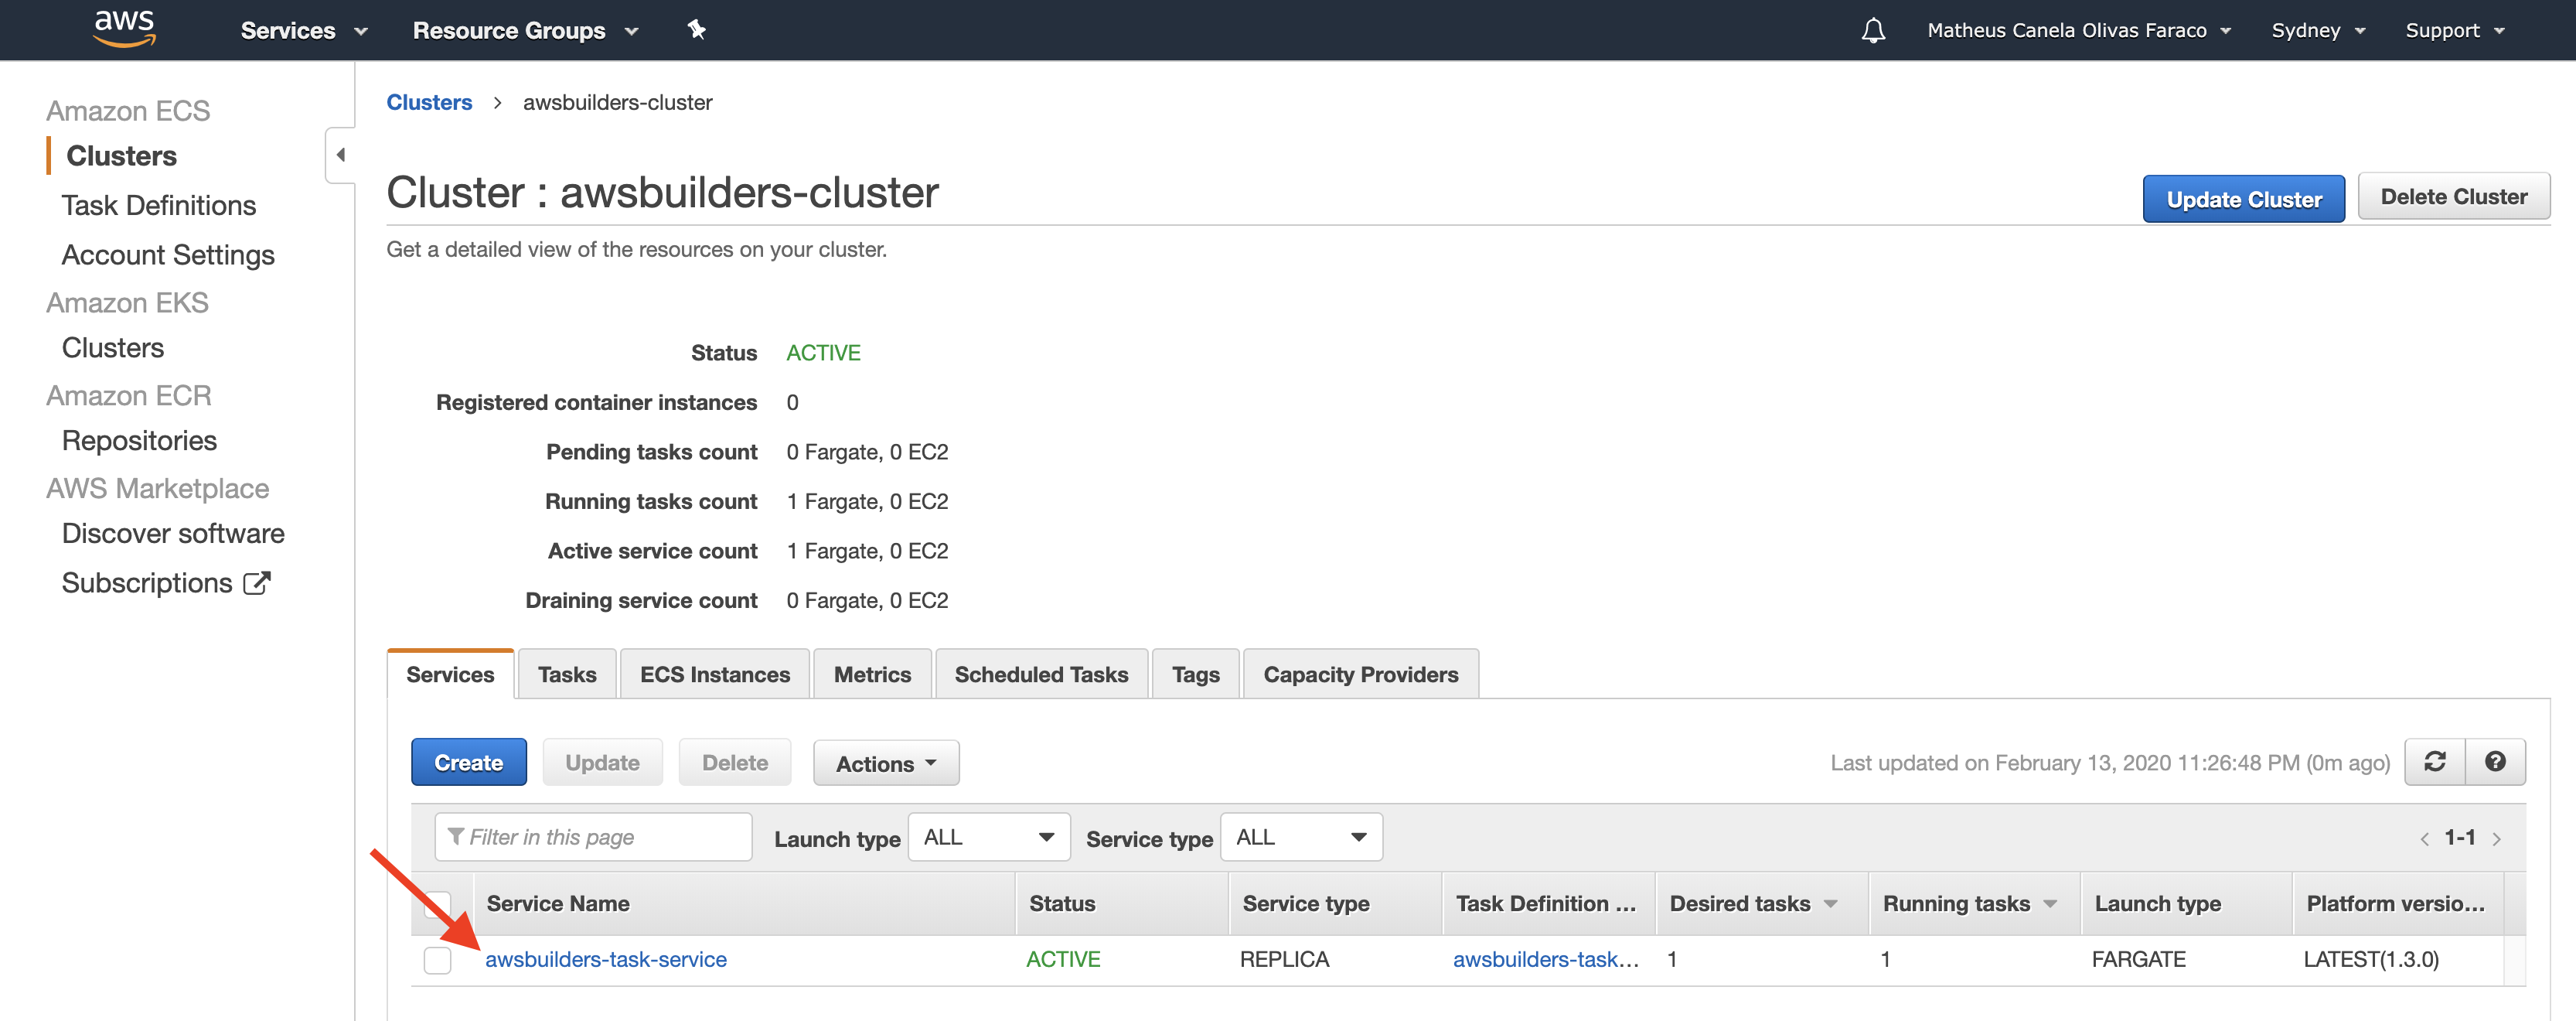 aws Services Resource Groups Matheus Canela Olivas Faraco Sydney Support
Amazon ECS
Clusters
Task Definitions
Account Settings
Amazon EKS
Clusters
Amazon ECR
Repositories
AWS Marketplace
Discover software
Subscriptions
Clusters > awsbuilders-cluster
Cluster : awsbuilders-cluster
Update Cluster Delete Cluster
Get a detailed view of the resources on your cluster.
Status ACTIVE
Registered container instances 0
Pending tasks count 0 Fargate, 0 EC2
Running tasks count 1 Fargate, 0 EC2
Active service count 1 Fargate, 0 EC2
Draining service count 0 Fargate, 0 EC2
Services Tasks ECS Instances Metrics Scheduled Tasks Tags Capacity Providers
Create Update Delete Actions Last updated on February 13, 2020 11:26:48 PM (0m ago) ?
Filter in this page Launch type ALL Service type ALL < 1-1 >
Service Name Status Service type Task Definition ... Desired tasks Running tasks Launch type Platform versio...
awsbuilders-task-service ACTIVE REPLICA awsbuilders-task... 1 1 FARGATE LATEST(1.3.0)